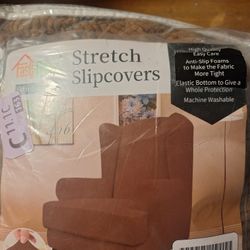 Stretch
Slipcovers
High Quality
Easy Care
Anti-Slip Foams
to Make the Fabric
More Tight
Elastic Bottom to Give a
Whole Protection
Machine Washable